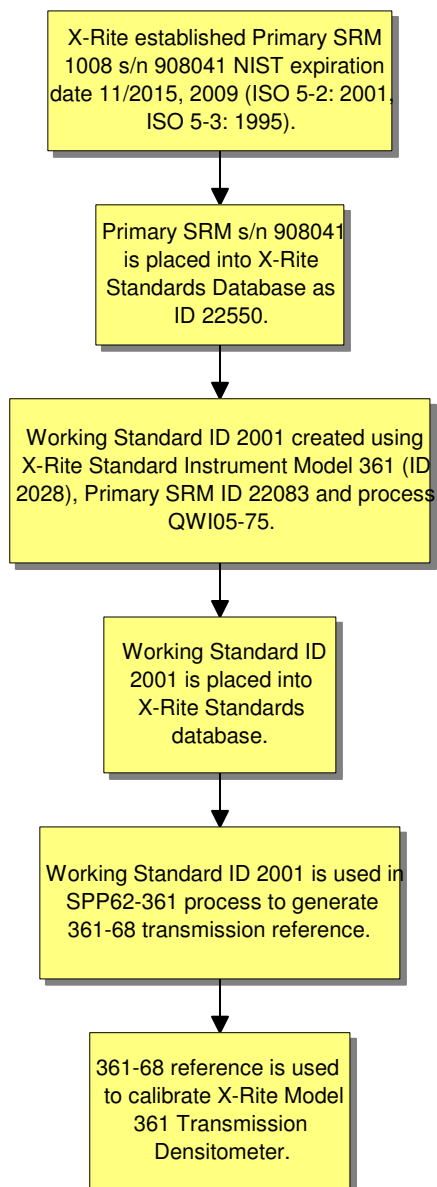 X-Rite established Primary SRM
1008 s/n 908041 NIST expiration
date 11/2015, 2009 (ISO 5-2: 2001,
ISO 5-3: 1995).
Primary SRM s/n 908041
is placed into X-Rite
Standards Database as
ID 22550.
Working Standard ID 2001 created using
X-Rite Standard Instrument Model 361 (ID
2028), Primary SRM ID 22083 and process
QWI05-75.
Working Standard ID
2001 is placed into
X-Rite Standards
database.
Working Standard ID 2001 is used in
SPP62-361 process to generate
361-68 transmission reference.
361-68 reference is used
to calibrate X-Rite Model
361 Transmission
Densitometer.